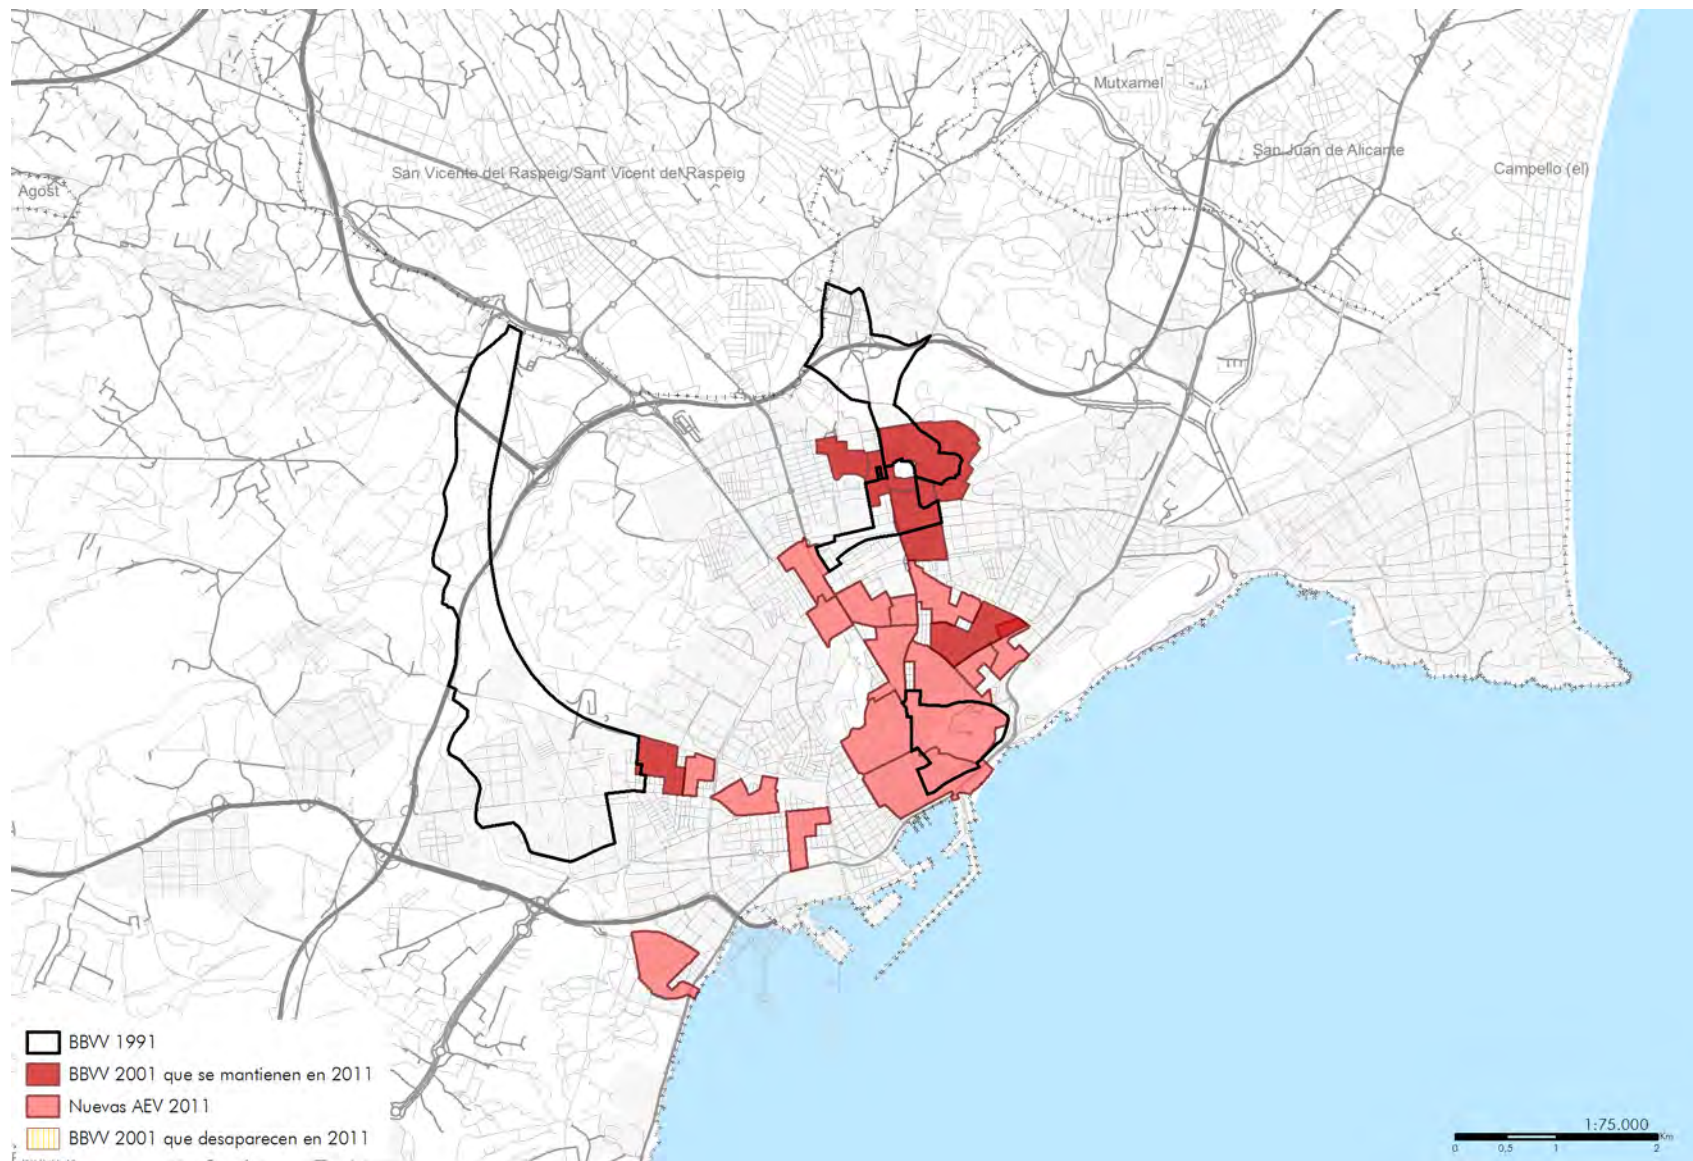 Mutxamel
San Juan de Alicante
Campello (el)
San Vicente del Raspeig/Sant Vicent del Raspeig
Agost
BBVV 1991
BBVV 2001 que se mantienen en 2011
Nuevas AEV 2011
BBVV 2001 que desaparecen en 2011
1:75.000
Km
0 0,5 1 2